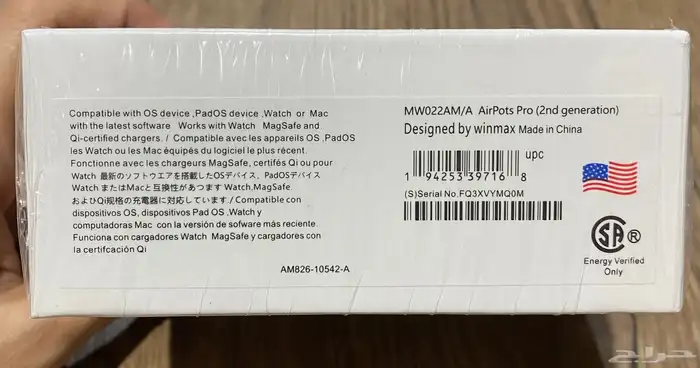 Compatible with OS device ,PadOS device ,Watch or Mac
with the latest software Works with Watch MagSafe and
Qi-certified chargers. / Compatible avec les appareils OS ,PadOS
les Watch ou les Mac équipés du logiciel le plus récent.
Fonctionne avec les chargeurs MagSafe, certifés Qi ou pour
Watch 最新のソフトウエアを搭載したOSデバイス、PadOSデバイス
Watch またはMacと互換性があつます Watch,MagSafe
およびQi规格の充電器に対応しています./ Compatible con
dispositivos OS, dispositivos Pad OS ,Watch y
computadoras Mac con la versión de sofware más reciente.
Funciona con cargadores Watch MagSafe y cargadores con
la certifcación Qi
AM826-10542-A
MW022AM/A AirPots Pro (2nd generation)
Designed by winmax Made in China
upc
1 94253 39716 8
(S)Serial No.FQ3XVYMQ0M
SA ®
Energy Verified
Only
حراج